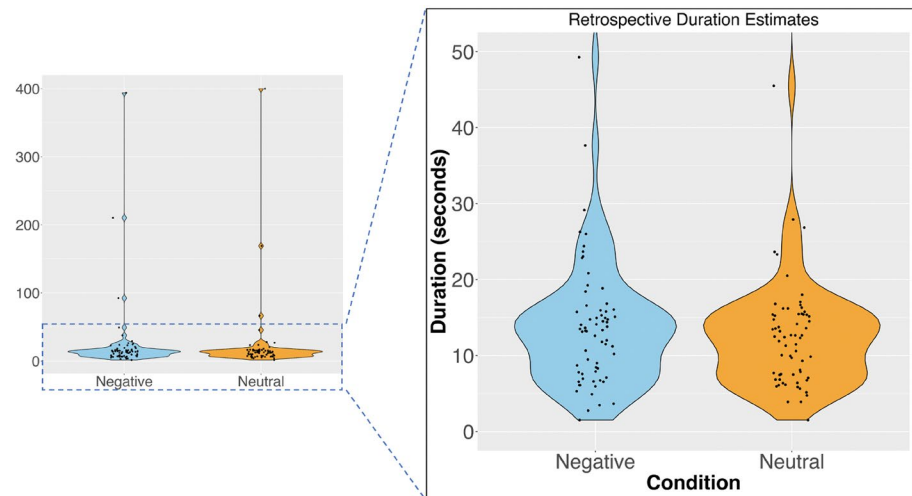 400
300
200
100
0
Negative Neutral
Retrospective Duration Estimates
Duration (seconds)
50
40
30
20
10
0
Negative Neutral
Condition